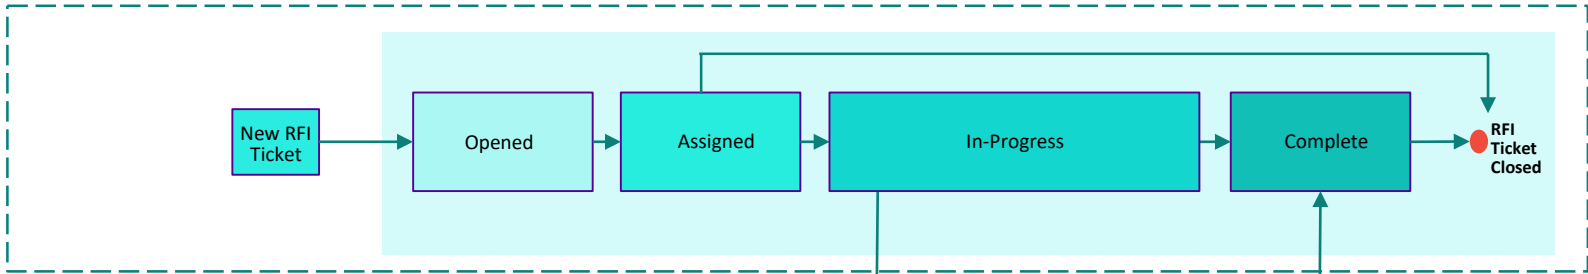 New RFI
Ticket
Opened
Assigned
In-Progress
Complete
RFI
Ticket
Closed